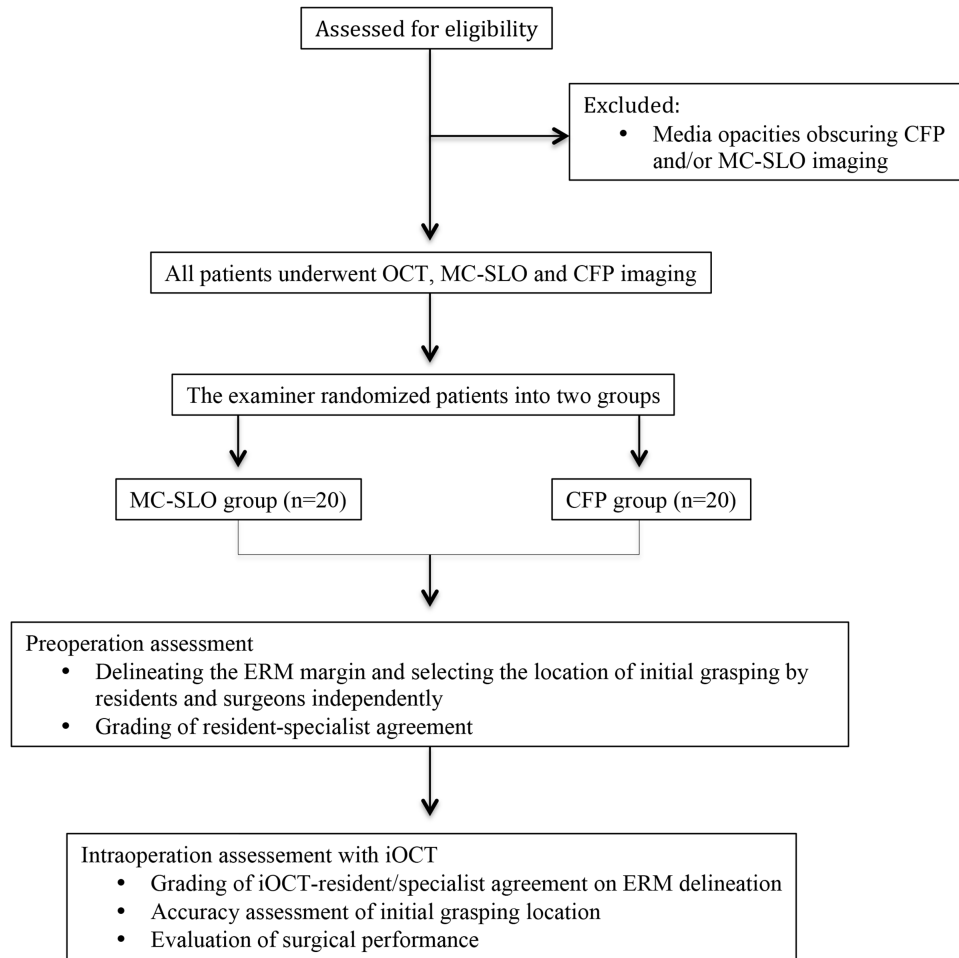 Assessed for eligibility
Excluded:
• Media opacities obscuring CFP
and/or MC-SLO imaging
All patients underwent OCT, MC-SLO and CFP imaging
The examiner randomized patients into two groups
MC-SLO group (n=20)
CFP group (n=20)
Preoperation assessment
• Delineating the ERM margin and selecting the location of initial grasping by
residents and surgeons independently
• Grading of resident-specialist agreement
Intraoperation assessement with iOCT
• Grading of iOCT-resident/specialist agreement on ERM delineation
• Accuracy assessment of initial grasping location
• Evaluation of surgical performance